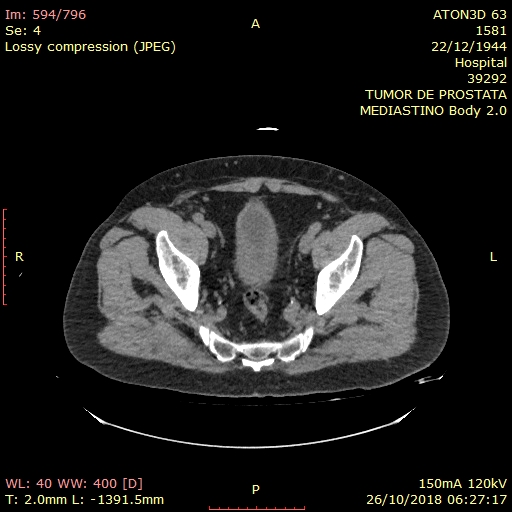 Im: 594/796
Se: 4
Lossy compression (JPEG)
A
ATON3D 63
1581
22/12/1944
Hospital
39292
TUMOR DE PROSTATA
MEDIASTINO Body 2.0
R
L
WL: 40 WW: 400 [D]
T: 2.0mm L: -1391.5mm
P
150mA 120kV
26/10/2018 06:27:17